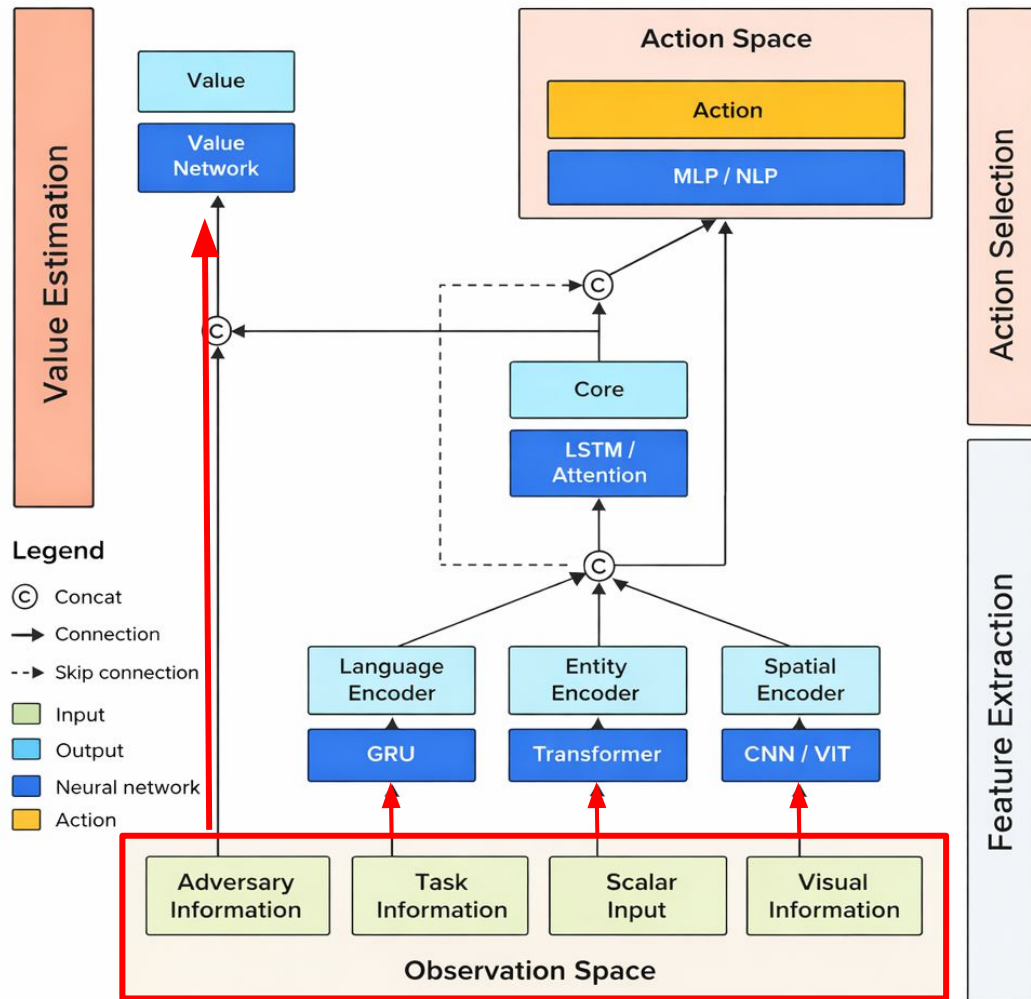 Value Estimation
Value
Value
Network
Action Space
Action
MLP / NLP
Action Selection
C
C
Core
LSTM /
Attention
C
Legend
C Concat
Connection
Skip connection
Input
Output
Neural network
Action
Language
Encoder
Entity
Encoder
Spatial
Encoder
GRU
Transformer
CNN / VIT
Feature Extraction
Adversary
Information
Task
Information
Scalar
Input
Visual
Information
Observation Space